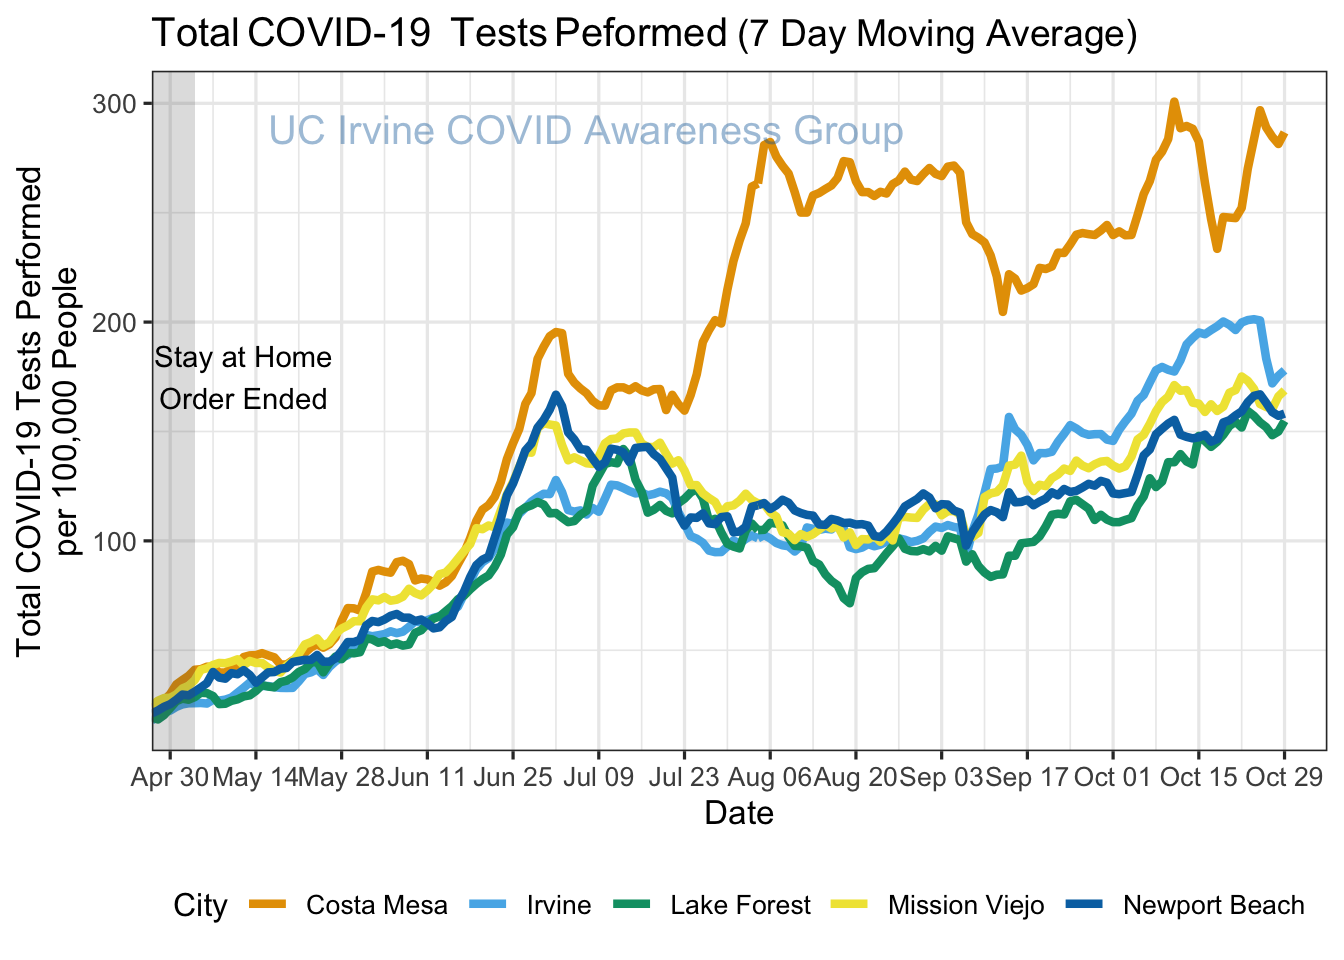 Total COVID-19 Tests Peformed (7 Day Moving Average)
UC Irvine COVID Awareness Group
Total COVID-19 Tests Performed
per 100,000 People
300
200
100
Stay at Home
Order Ended
Apr 30 May 14 May 28 Jun 11 Jun 25 Jul 09 Jul 23 Aug 06 Aug 20 Sep 03 Sep 17 Oct 01 Oct 15 Oct 29
Date
City Costa Mesa Irvine Lake Forest Mission Viejo Newport Beach